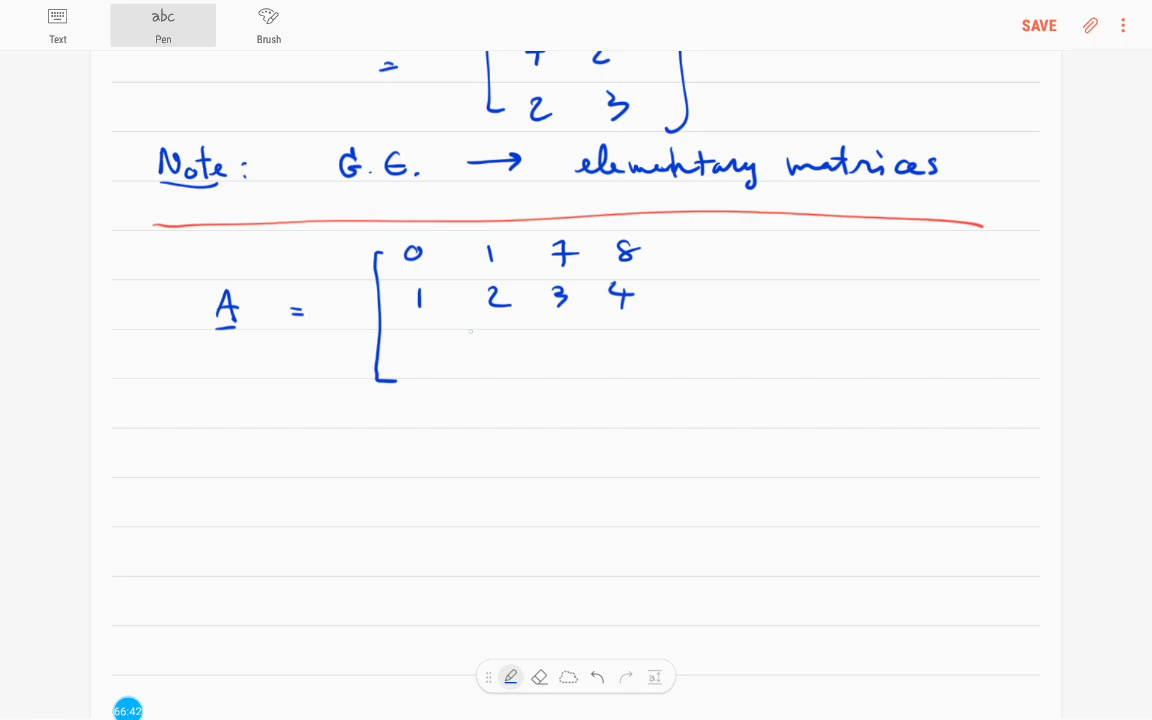 Text
abc
Pen
Brush
SAVE
=
2 3
Note: G.E. → elementary matrices
0 1 7 8
A = [ 1 2 3 4
66:42